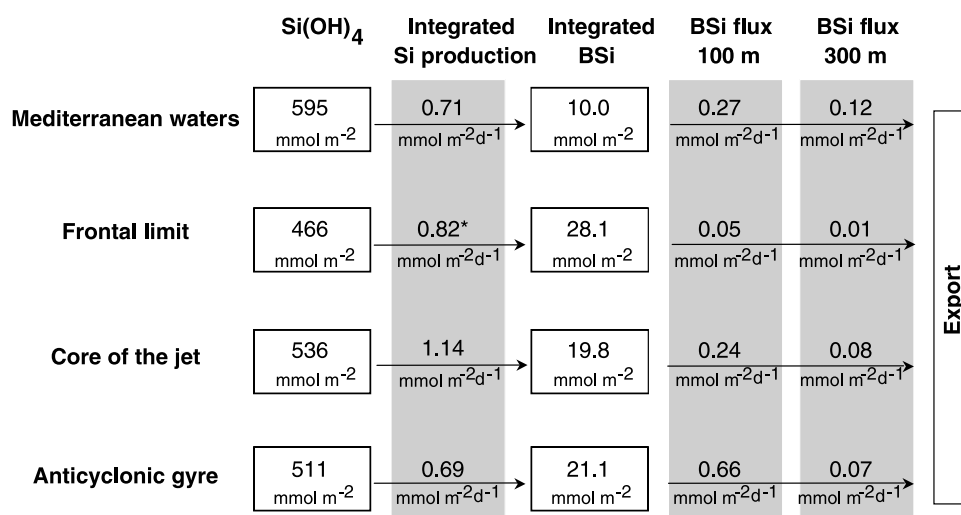 Si(OH)4 Integrated Integrated BSi flux BSi flux
Si production BSi 100 m 300 m
595 0.71 10.0 0.27 0.12
Mediterranean waters
mmol m-2 mmol m-2d-1 mmol m-2 mmol m-2d-1 mmol m-2d-1
466 0.82* 28.1 0.05 0.01
Frontal limit
mmol m-2 mmol m-2d-1 mmol m-2 mmol m-2d-1 mmol m-2d-1
Export
536 1.14 19.8 0.24 0.08
Core of the jet
mmol m-2 mmol m-2d-1 mmol m-2 mmol m-2d-1 mmol m-2d-1
511 0.69 21.1 0.66 0.07
Anticyclonic gyre
mmol m-2 mmol m-2d-1 mmol m-2 mmol m-2d-1 mmol m-2d-1